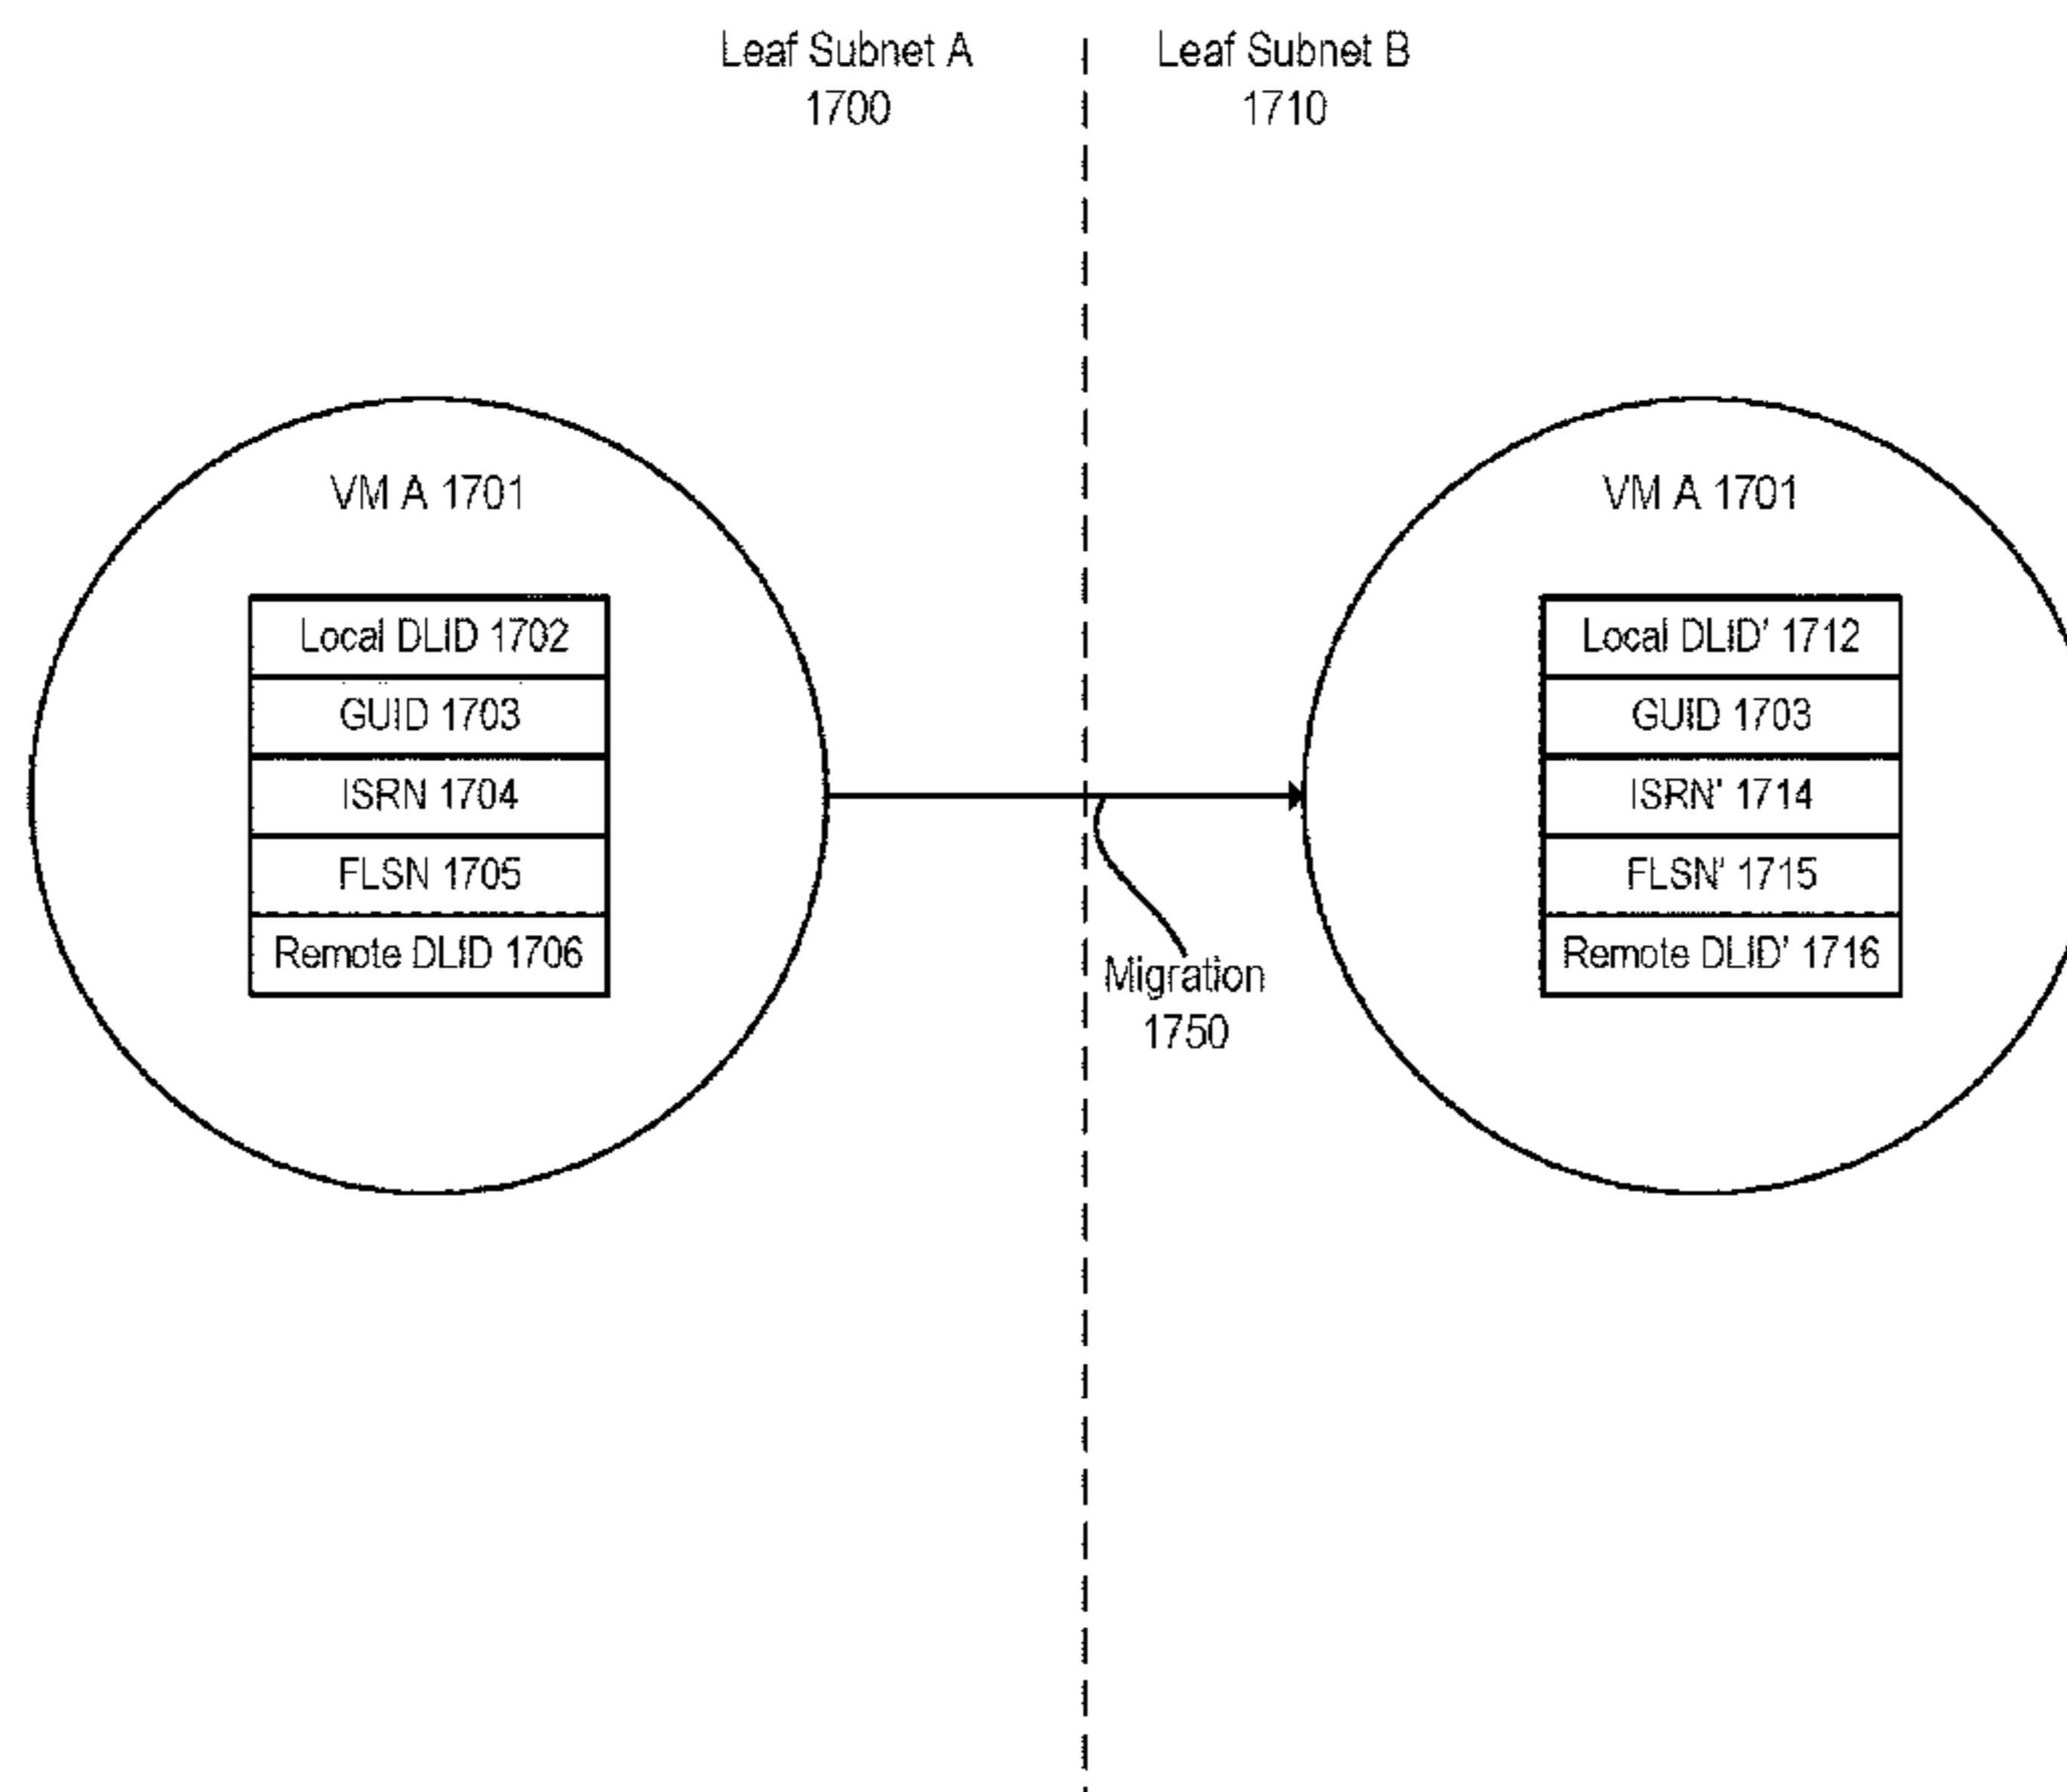 Leaf Subnet A
1700
Leaf Subnet B
1710
VM A 1701
Local DLID 1702
GUID 1703
ISRN 1704
FLSN 1705
Remote DLID 1706
Migration
1750
VM A 1701
Local DLID' 1712
GUID 1703
ISRN' 1714
FLSN' 1715
Remote DLID' 1716